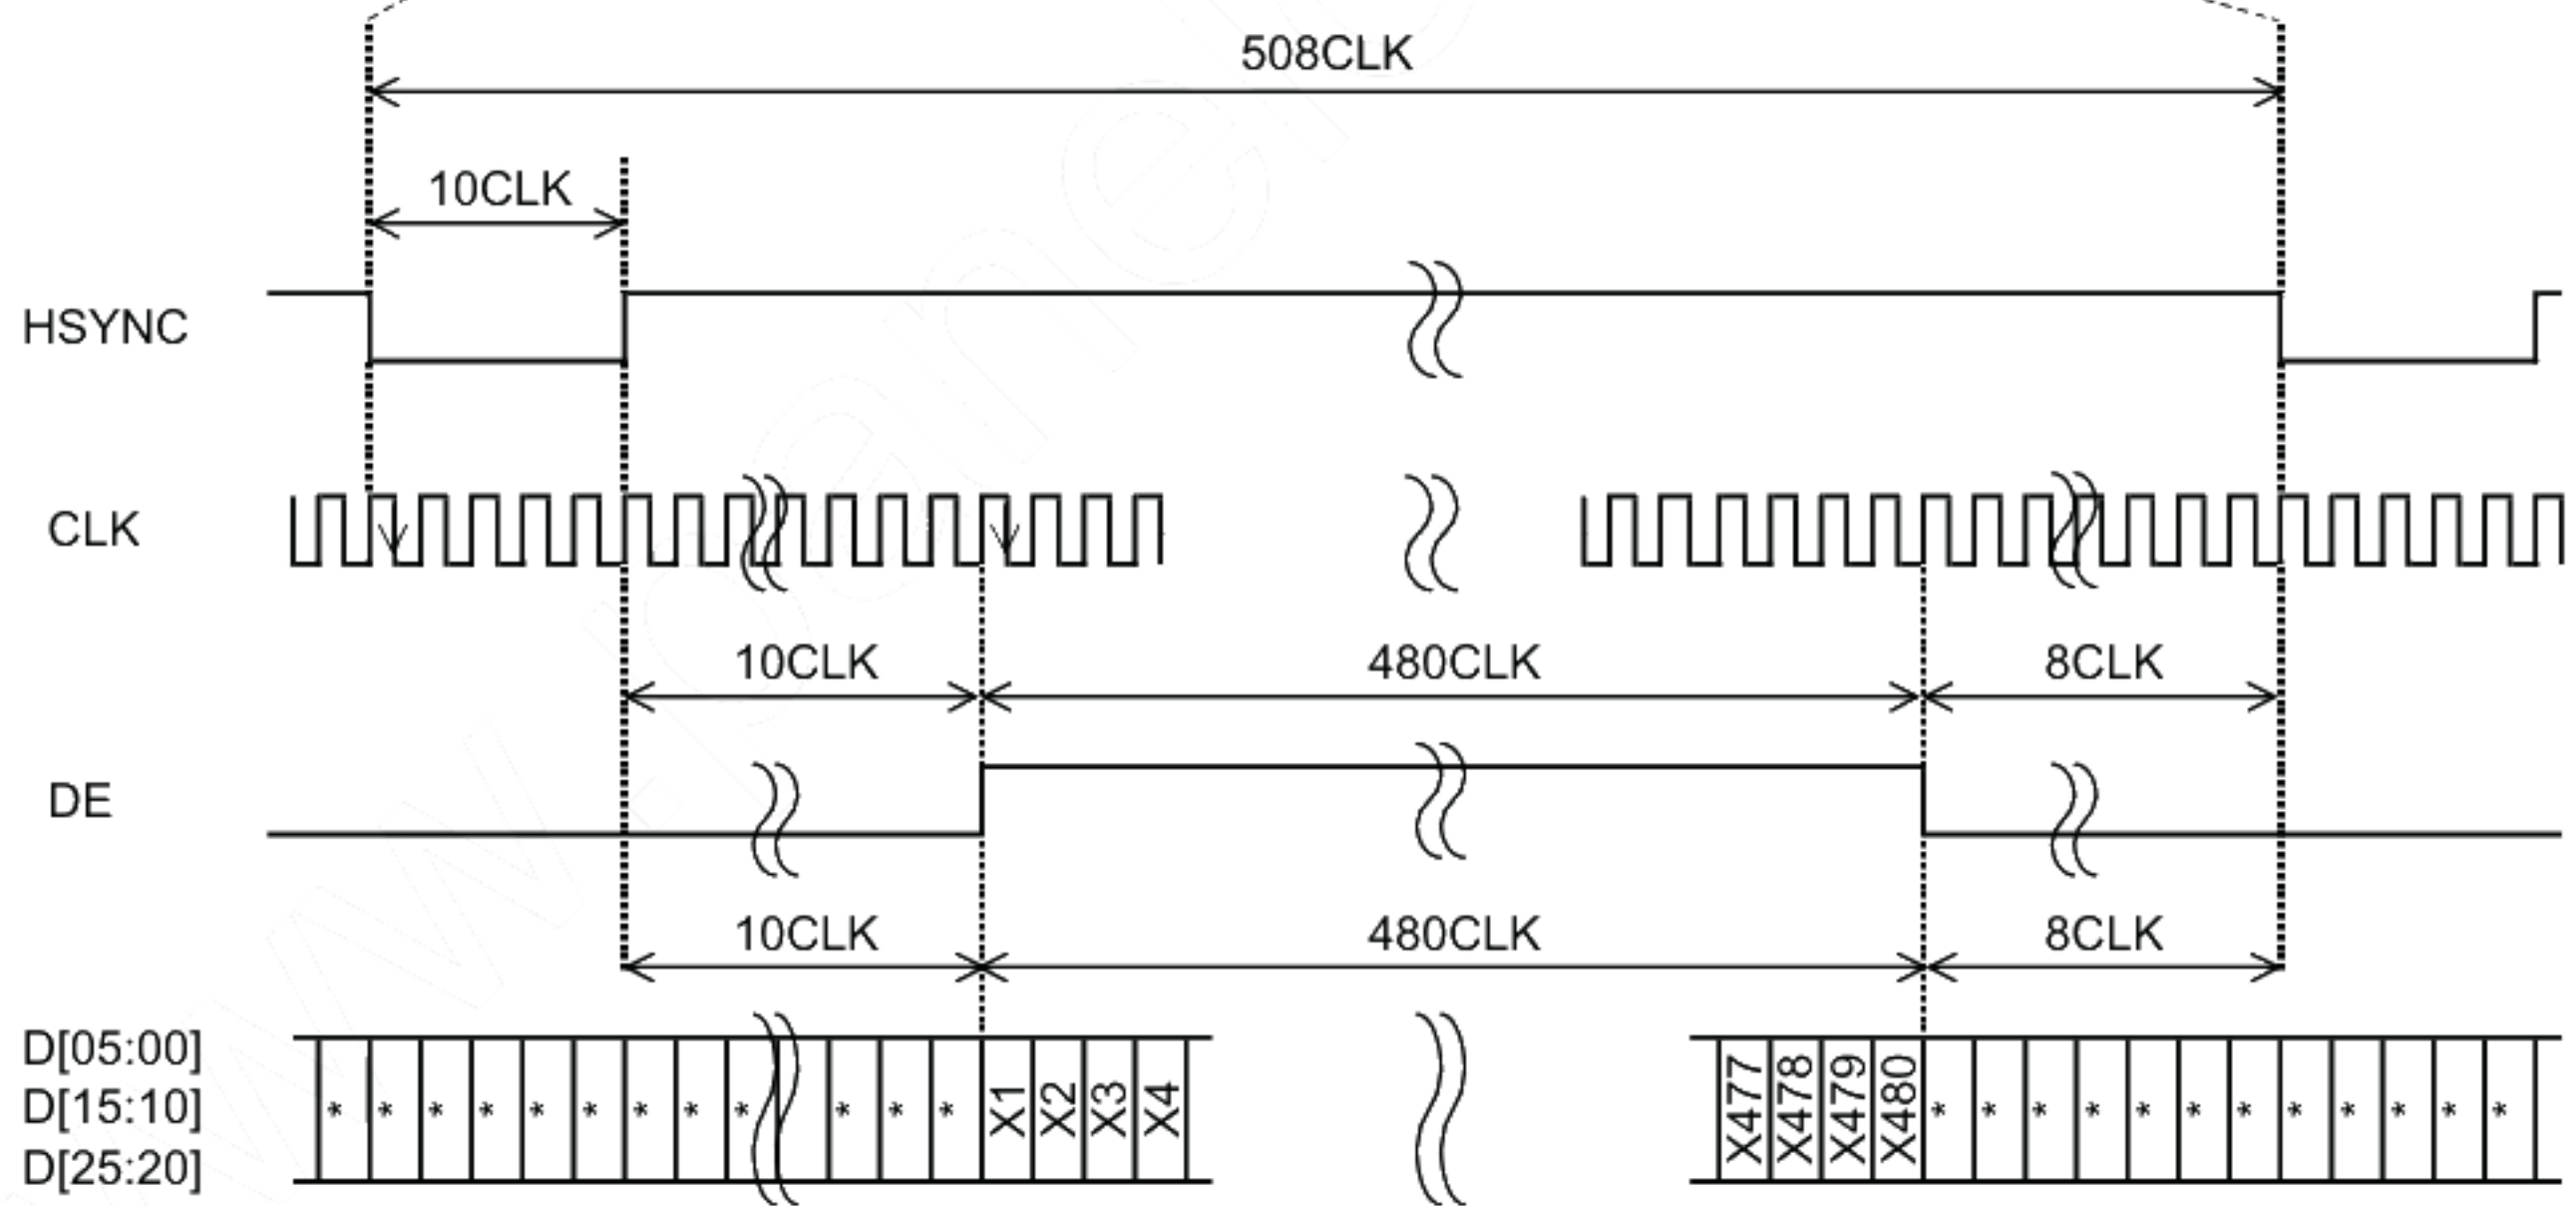 508CLK
10CLK
HSYNC
CLK
10CLK 480CLK 8CLK
DE
10CLK 480CLK 8CLK
D[05:00]
D[15:10]
D[25:20]
* * * * * * * * * * * * X1 X2 X3 X4 X477 X478 X479 X480 * * * * * * * * * * * *